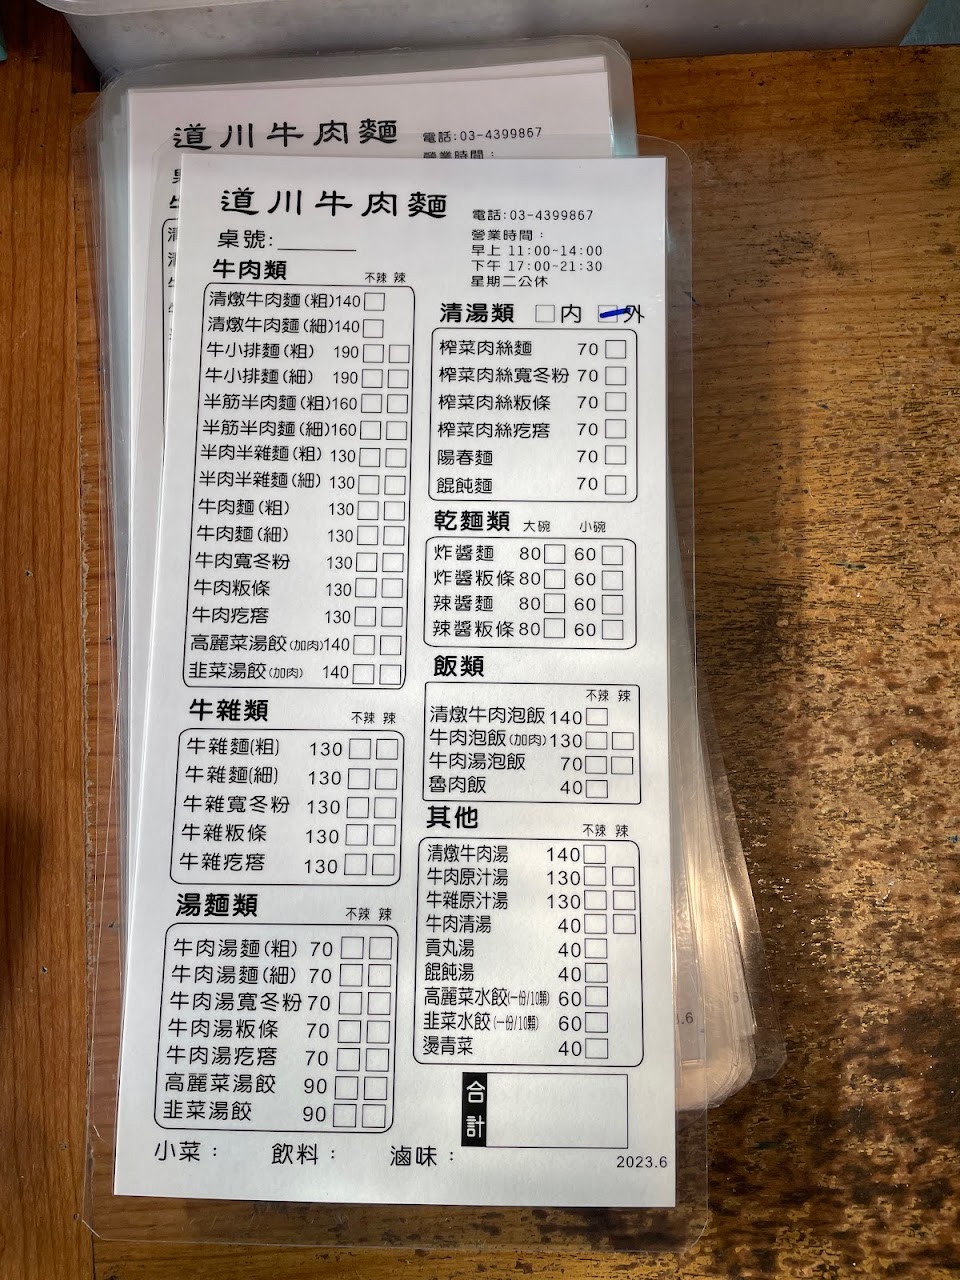 道川牛肉麵
電話:03-4399867
營業時間：
道川牛肉麵
電話:03-4399867
營業時間：
早上 11:00-14:00
下午 17:00-21:30
星期二公休
桌號:
牛肉類
不辣 辣
清燉牛肉麵(粗)140
清燉牛肉麵(細)140
牛小排麵(粗) 190
牛小排麵(細) 190
半筋半肉麵(粗)160
半筋半肉麵(細)160
半肉半雜麵(粗) 130
半肉半雜麵(細) 130
牛肉麵(粗) 130
牛肉麵(細) 130
牛肉寬冬粉 130
牛肉粄條 130
牛肉疙瘩 130
高麗菜湯餃(加肉)140
韭菜湯餃(加肉) 140
牛雜類
不辣 辣
牛雜麵(粗) 130
牛雜麵(細) 130
牛雜寬冬粉 130
牛雜粄條 130
牛雜疙瘩 130
湯麵類
不辣 辣
牛肉湯麵(粗) 70
牛肉湯麵(細) 70
牛肉湯寬冬粉 70
牛肉湯粄條 70
牛肉湯疙瘩 70
高麗菜湯餃 90
韭菜湯餃 90
清湯類 內 外
榨菜肉絲麵 70
榨菜肉絲寬冬粉 70
榨菜肉絲粄條 70
榨菜肉絲疙瘩 70
陽春麵 70
餛飩麵 70
乾麵類 大碗 小碗
炸醬麵 80 60
炸醬粄條 80 60
辣醬麵 80 60
辣醬粄條 80 60
飯類
不辣 辣
清燉牛肉泡飯 140
牛肉泡飯(加肉)130
牛肉湯泡飯 70
魯肉飯 40
其他
不辣 辣
清燉牛肉湯 140
牛肉原汁湯 130
牛雜原汁湯 130
牛肉清湯 40
貢丸湯 40
餛飩湯 40
高麗菜水餃(一份/10顆) 60
韭菜水餃(一份/10顆) 60
燙青菜 40
合計
小菜： 飲料： 滷味：
2023.6